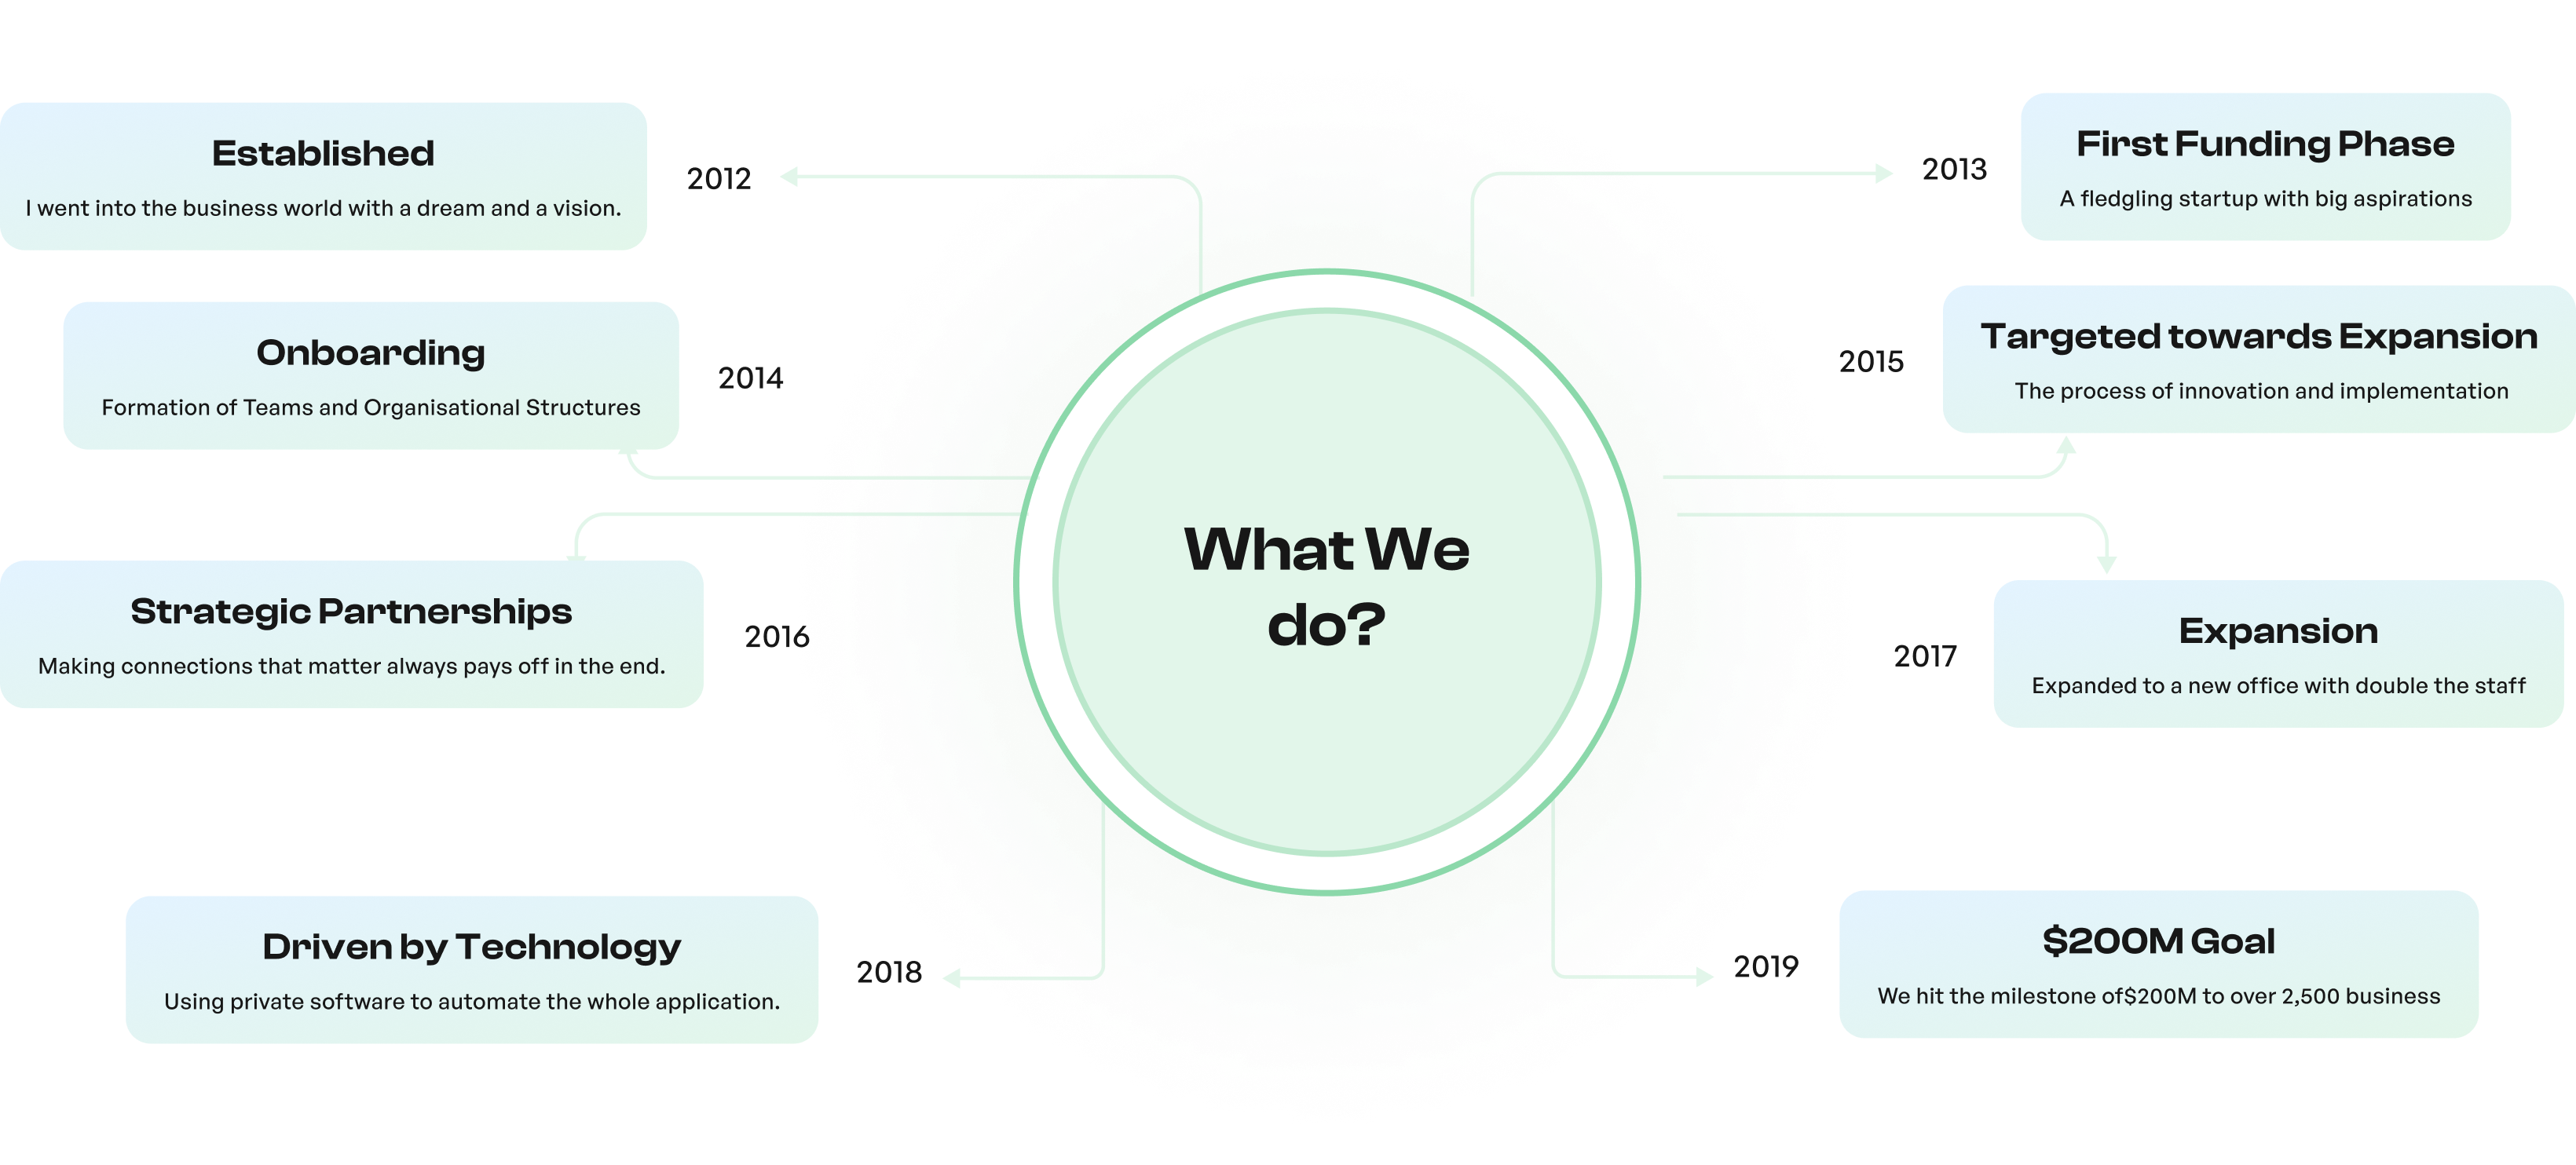 Established
I went into the business world with a dream and a vision.
2012
2013
First Funding Phase
A fledgling startup with big aspirations
Onboarding
Formation of Teams and Organisational Structures
2014
2015
Targeted towards Expansion
The process of innovation and implementation
What We
do?
Strategic Partnerships
Making connections that matter always pays off in the end.
2016
2017
Expansion
Expanded to a new office with double the staff
Driven by Technology
Using private software to automate the whole application.
2018
2019
$200M Goal
We hit the milestone of$200M to over 2,500 business